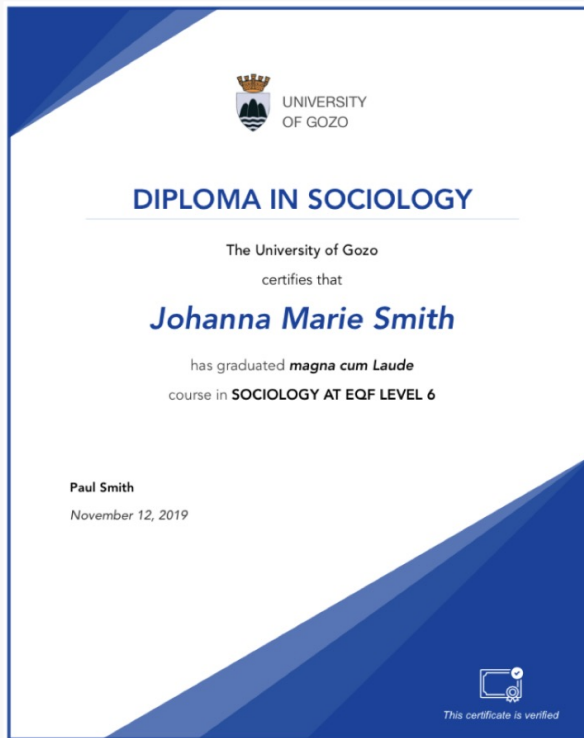 UNIVERSITY
OF GOZO
DIPLOMA IN SOCIOLOGY
The University of Gozo
certifies that
Johanna Marie Smith
has graduated magna cum Laude
course in SOCIOLOGY AT EQF LEVEL 6
Paul Smith
November 12, 2019
This certificate is verified